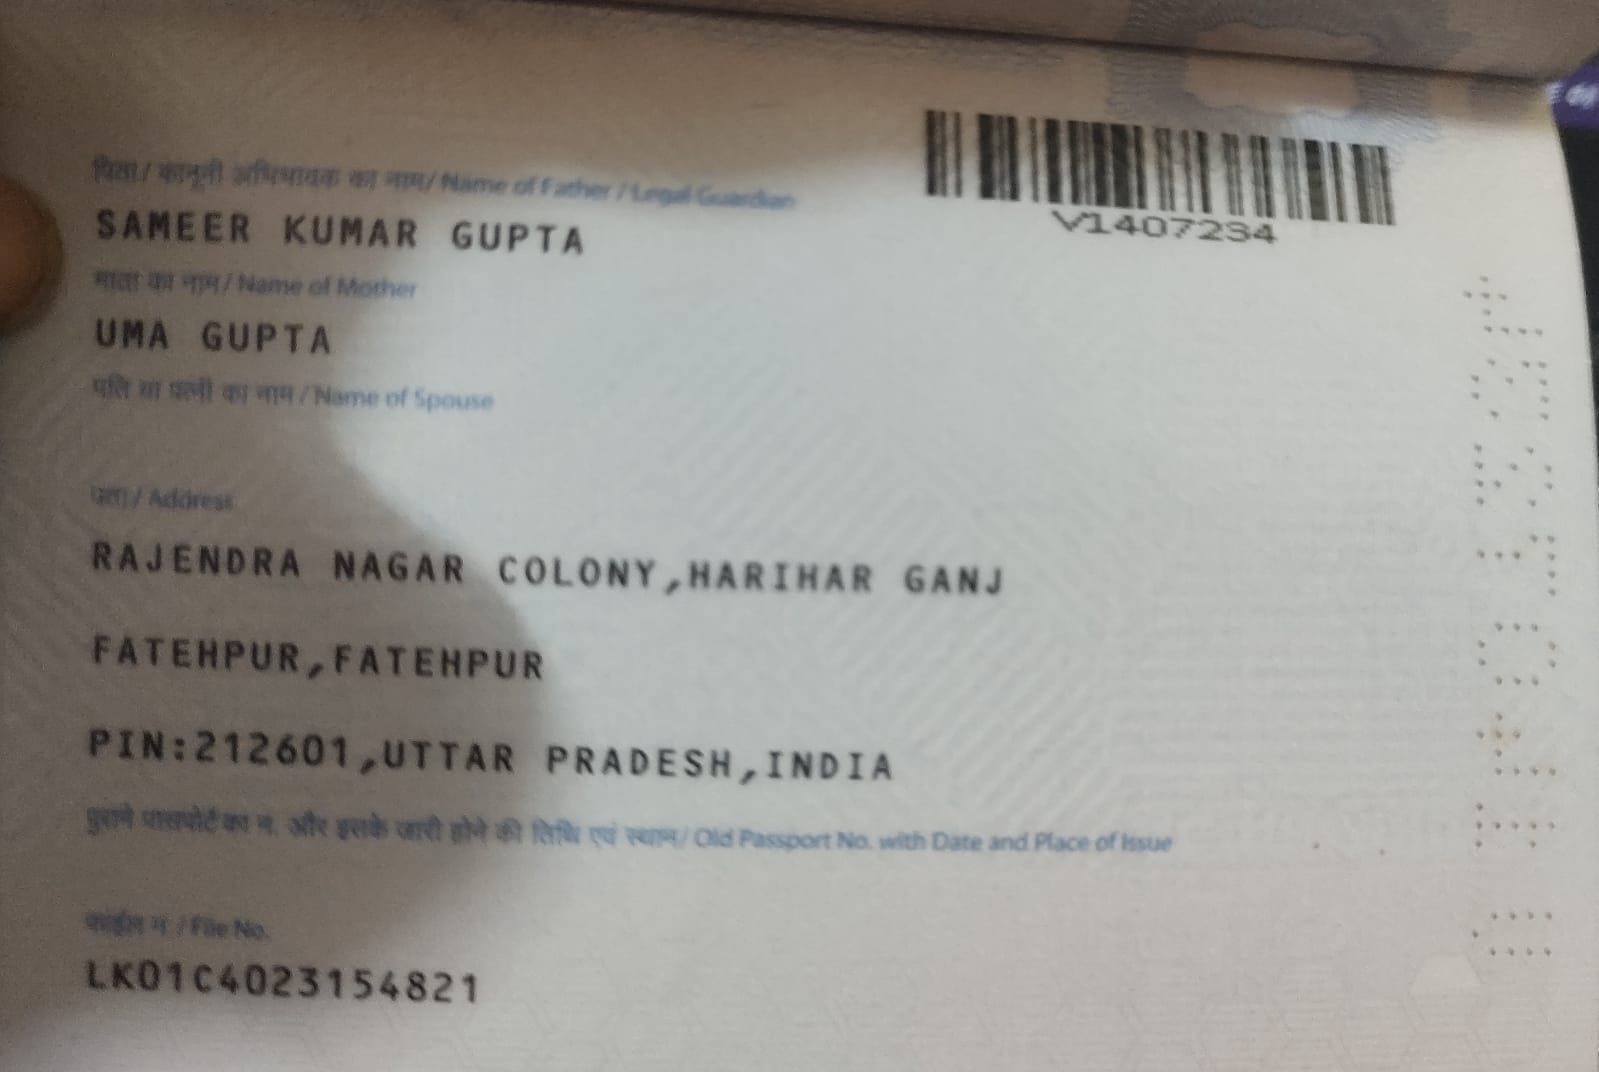 पिता / कानूनी अभिभावक का नाम / Name of Father / Legal Guardian
SAMEER KUMAR GUPTA
V1407234
माता का नाम / Name of Mother
UMA GUPTA
पति या पत्नी का नाम / Name of Spouse
पता / Address
RAJENDRA NAGAR COLONY,HARIHAR GANJ
FATEHPUR,FATEHPUR
PIN:212601,UTTAR PRADESH,INDIA
पुराने पासपोर्ट का न. और इसके जारी होने की तिथि एवं स्थान / Old Passport No. with Date and Place of Issue
फाईल न. / File No.
LK01C4023154821